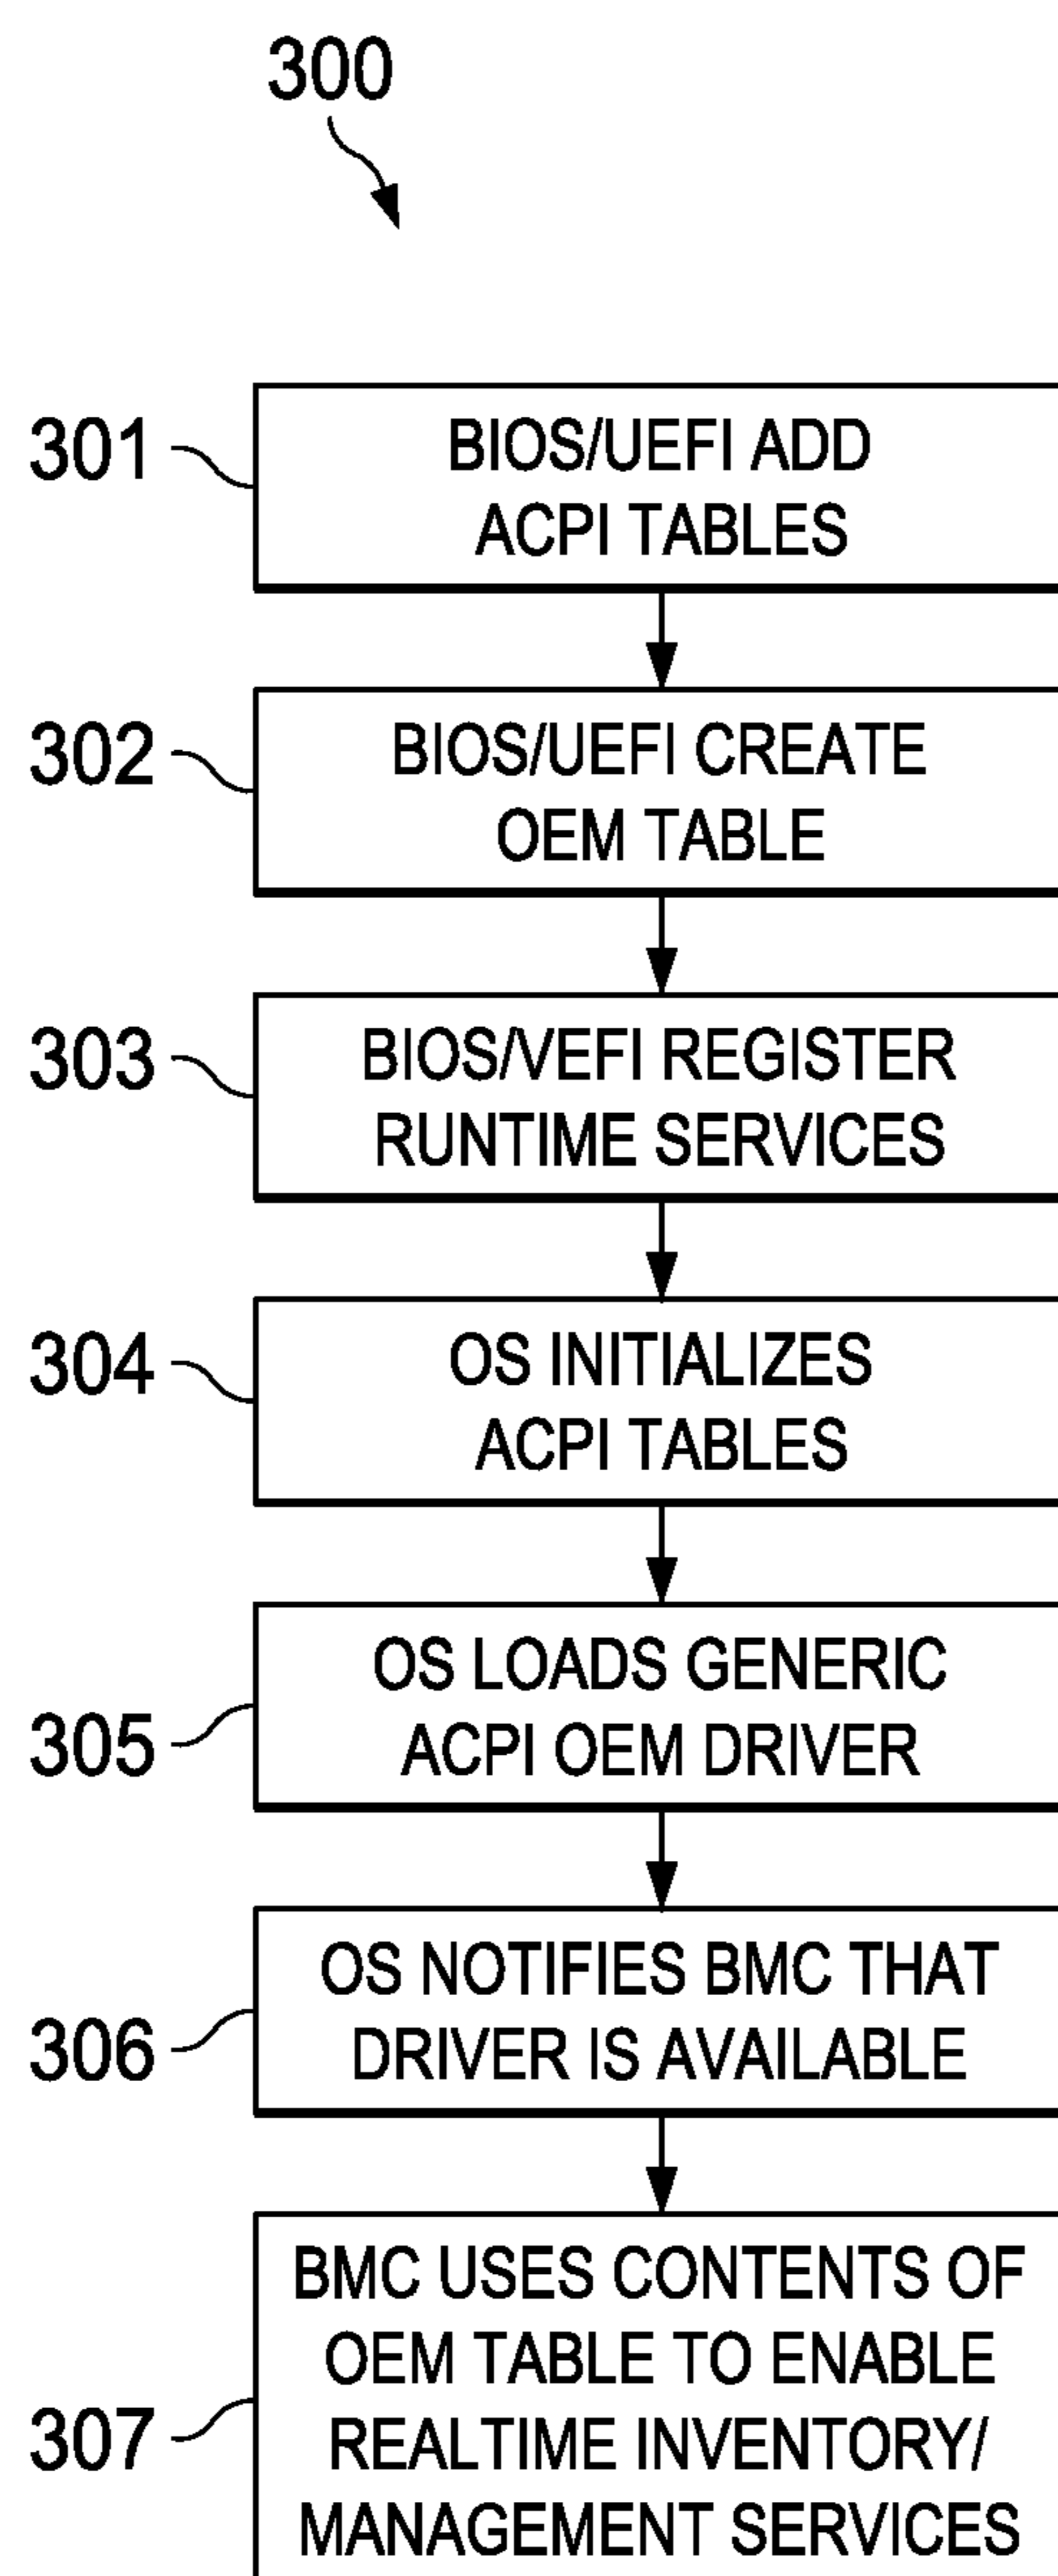 300
301
BIOS/UEFI ADD
ACPI TABLES
302
BIOS/UEFI CREATE
OEM TABLE
303
BIOS/VEFI REGISTER
RUNTIME SERVICES
304
OS INITIALIZES
ACPI TABLES
305
OS LOADS GENERIC
ACPI OEM DRIVER
306
OS NOTIFIES BMC THAT
DRIVER IS AVAILABLE
307
BMC USES CONTENTS OF
OEM TABLE TO ENABLE
REALTIME INVENTORY/
MANAGEMENT SERVICES